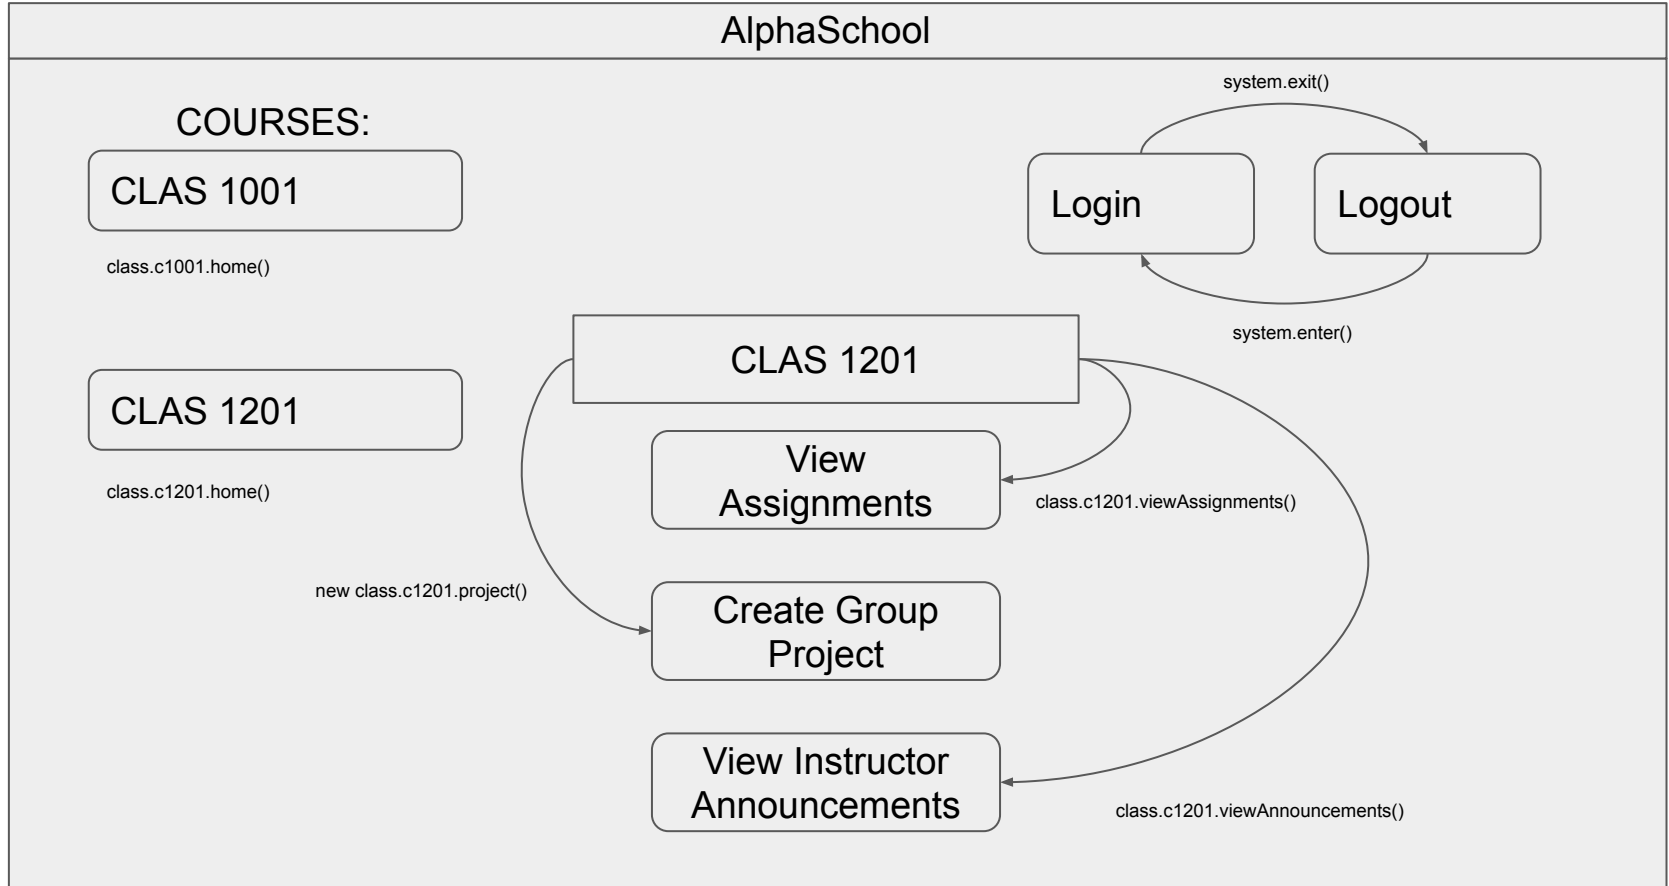 AlphaSchool
system.exit()
COURSES:
CLAS 1001
Login
Logout
class.c1001.home()
system.enter()
CLAS 1201
CLAS 1201
View
Assignments
class.c1201.home()
class.c1201.viewAssignments()
new class.c1201.project()
Create Group
Project
View Instructor
Announcements
class.c1201.viewAnnouncements()